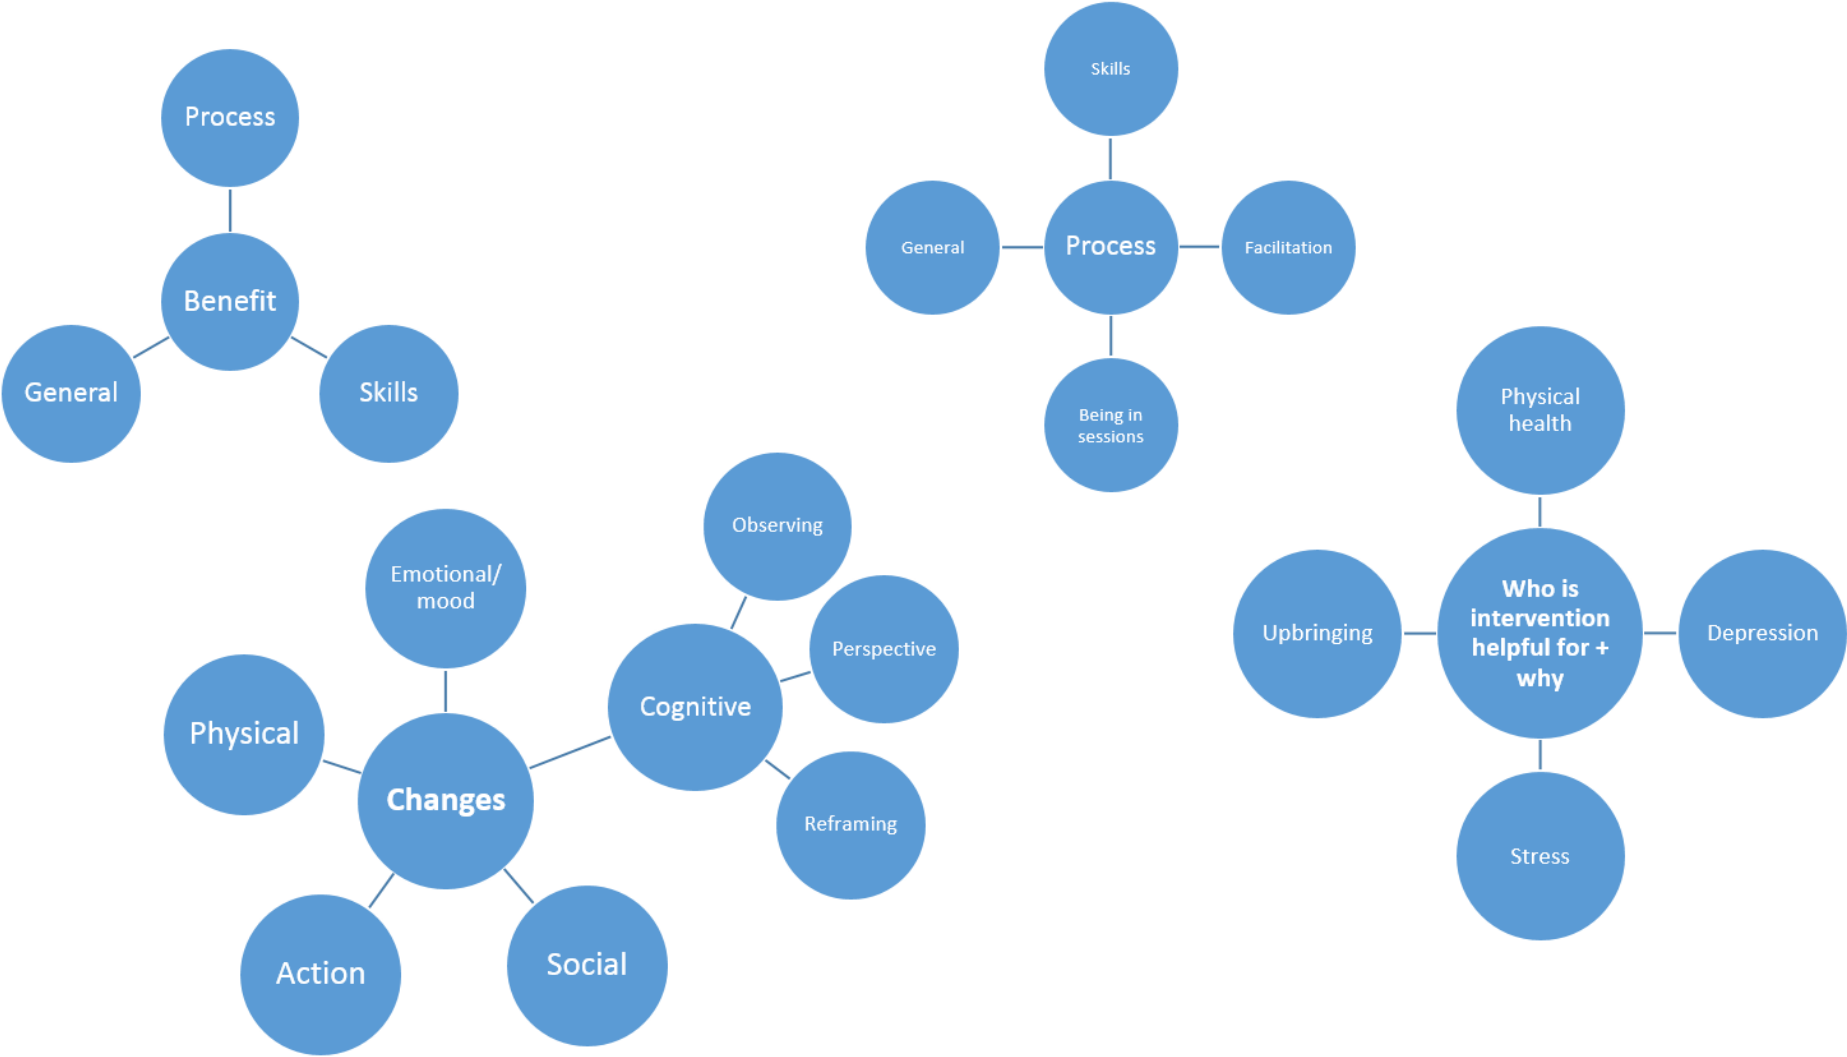 Process
Benefit
General
Skills
Skills
General
Process
Facilitation
Being in
sessions
Observing
Emotional/
mood
Perspective
Cognitive
Physical
Changes
Reframing
Action
Social
Physical
health
Upbringing
Who is
intervention
helpful for +
why
Depression
Stress